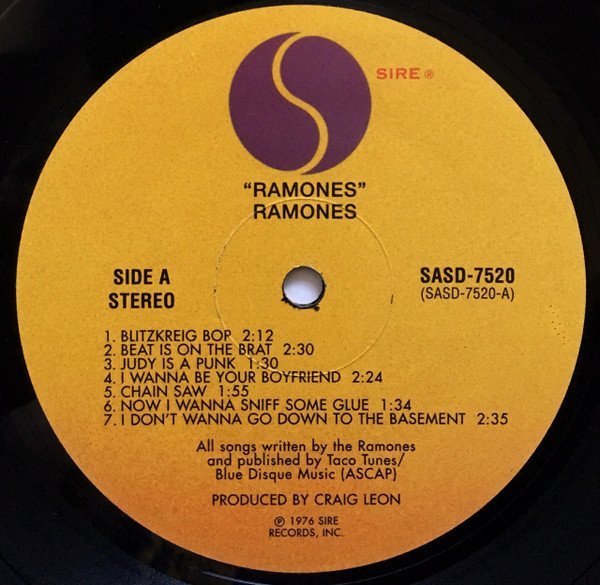 SIRE ®
"RAMONES"
RAMONES
SIDE A
STEREO
SASD-7520
(SASD-7520-A)
1. BLITZKREIG BOP 2:12
2. BEAT IS ON THE BRAT 2:30
3. JUDY IS A PUNK 1:30
4. I WANNA BE YOUR BOYFRIEND 2:24
5. CHAIN SAW 1:55
6. NOW I WANNA SNIFF SOME GLUE 1:34
7. I DON'T WANNA GO DOWN TO THE BASEMENT 2:35
All songs written by the Ramones
and published by Taco Tunes/
Blue Disque Music (ASCAP)
PRODUCED BY CRAIG LEON
℗ 1976 SIRE
RECORDS, INC.